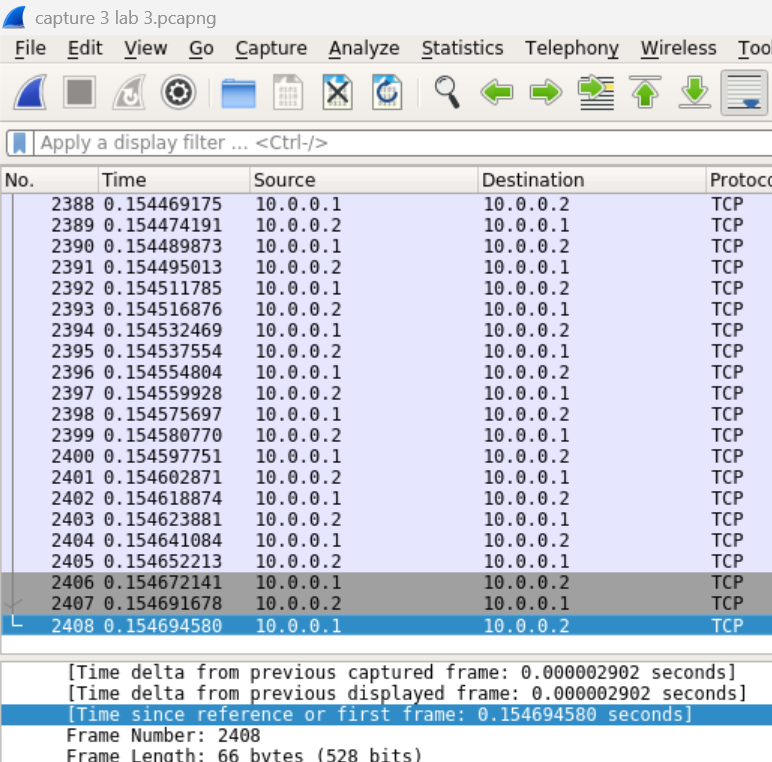 capture 3 lab 3.pcapng
File Edit View Go Capture Analyze Statistics Telephony Wireless Tool
Apply a display filter ... <Ctrl-/>
No. Time Source Destination Protoc
2388 0.154469175 10.0.0.1 10.0.0.2 TCP
2389 0.154474191 10.0.0.2 10.0.0.1 TCP
2390 0.154489873 10.0.0.1 10.0.0.2 TCP
2391 0.154495013 10.0.0.2 10.0.0.1 TCP
2392 0.154511785 10.0.0.1 10.0.0.2 TCP
2393 0.154516876 10.0.0.2 10.0.0.1 TCP
2394 0.154532469 10.0.0.1 10.0.0.2 TCP
2395 0.154537554 10.0.0.2 10.0.0.1 TCP
2396 0.154554804 10.0.0.1 10.0.0.2 TCP
2397 0.154559928 10.0.0.2 10.0.0.1 TCP
2398 0.154575697 10.0.0.1 10.0.0.2 TCP
2399 0.154580770 10.0.0.2 10.0.0.1 TCP
2400 0.154597751 10.0.0.1 10.0.0.2 TCP
2401 0.154602871 10.0.0.2 10.0.0.1 TCP
2402 0.154618874 10.0.0.1 10.0.0.2 TCP
2403 0.154623881 10.0.0.2 10.0.0.1 TCP
2404 0.154641084 10.0.0.1 10.0.0.2 TCP
2405 0.154652213 10.0.0.2 10.0.0.1 TCP
2406 0.154672141 10.0.0.1 10.0.0.2 TCP
2407 0.154691678 10.0.0.2 10.0.0.1 TCP
2408 0.154694580 10.0.0.1 10.0.0.2 TCP
[Time delta from previous captured frame: 0.000002902 seconds]
[Time delta from previous displayed frame: 0.000002902 seconds]
[Time since reference or first frame: 0.154694580 seconds]
Frame Number: 2408
Frame Length: 66 bytes (528 bits)